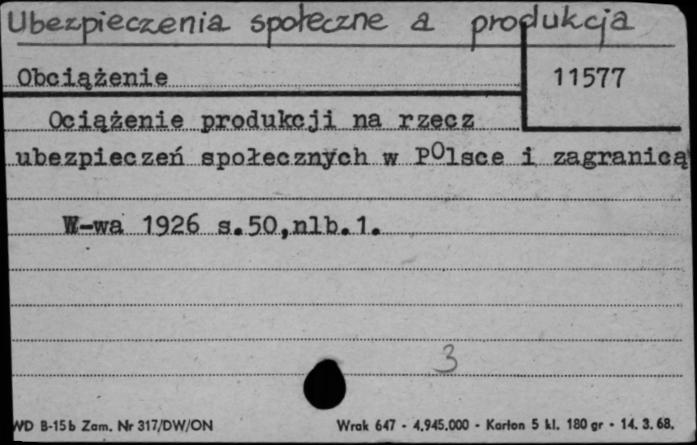 Ubezpieczenia społeczne a produkcja
Obciążenie 11577
Ociążenie produkcji na rzecz
ubezpieczeń społecznych w POlsce i zagranicą
W-wa 1926 s.50,nlb.1.
3
WD B-15b Zam. Nr 317/DW/ON Wrak 647 - 4.945.000 - Karton 5 kl. 180 gr - 14. 3. 68.